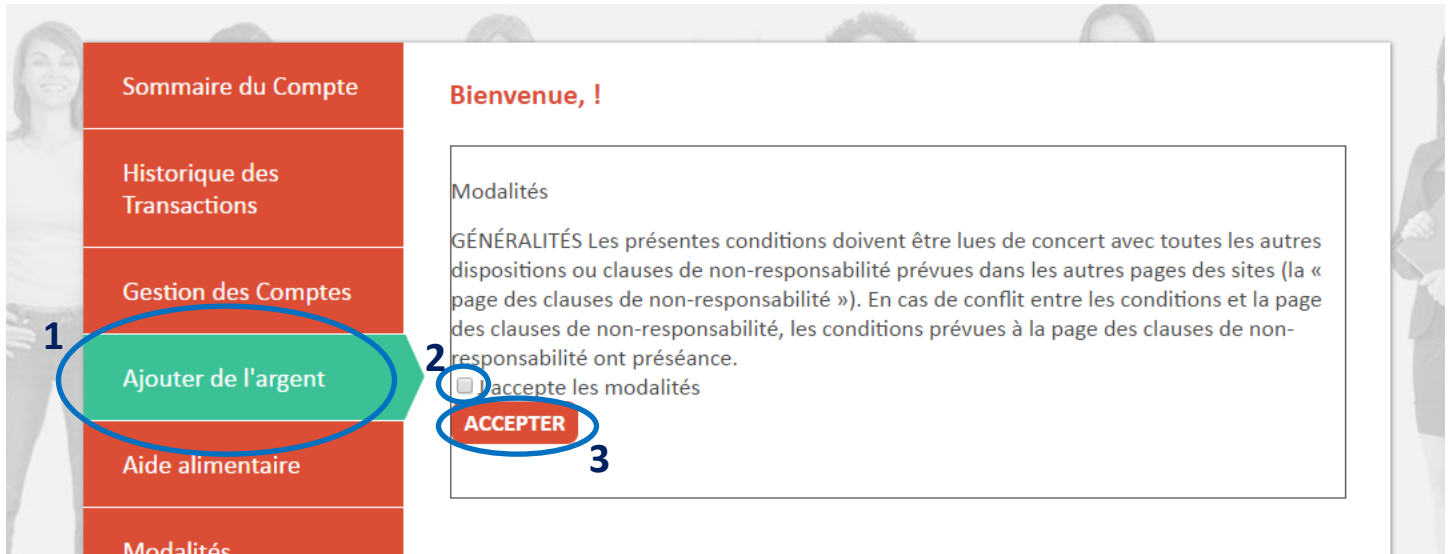 Sommaire du Compte
Historique des
Transactions
Gestion des Comptes
1
Ajouter de l'argent
Aide alimentaire
Modalités
Bienvenue, !
Modalités
GÉNÉRALITÉS Les présentes conditions doivent être lues de concert avec toutes les autres
dispositions ou clauses de non-responsabilité prévues dans les autres pages des sites (la «
page des clauses de non-responsabilité »). En cas de conflit entre les conditions et la page
des clauses de non-responsabilité, les conditions prévues à la page des clauses de non-
responsabilité ont préséance.
2
J'accepte les modalités
ACCEPTER
3